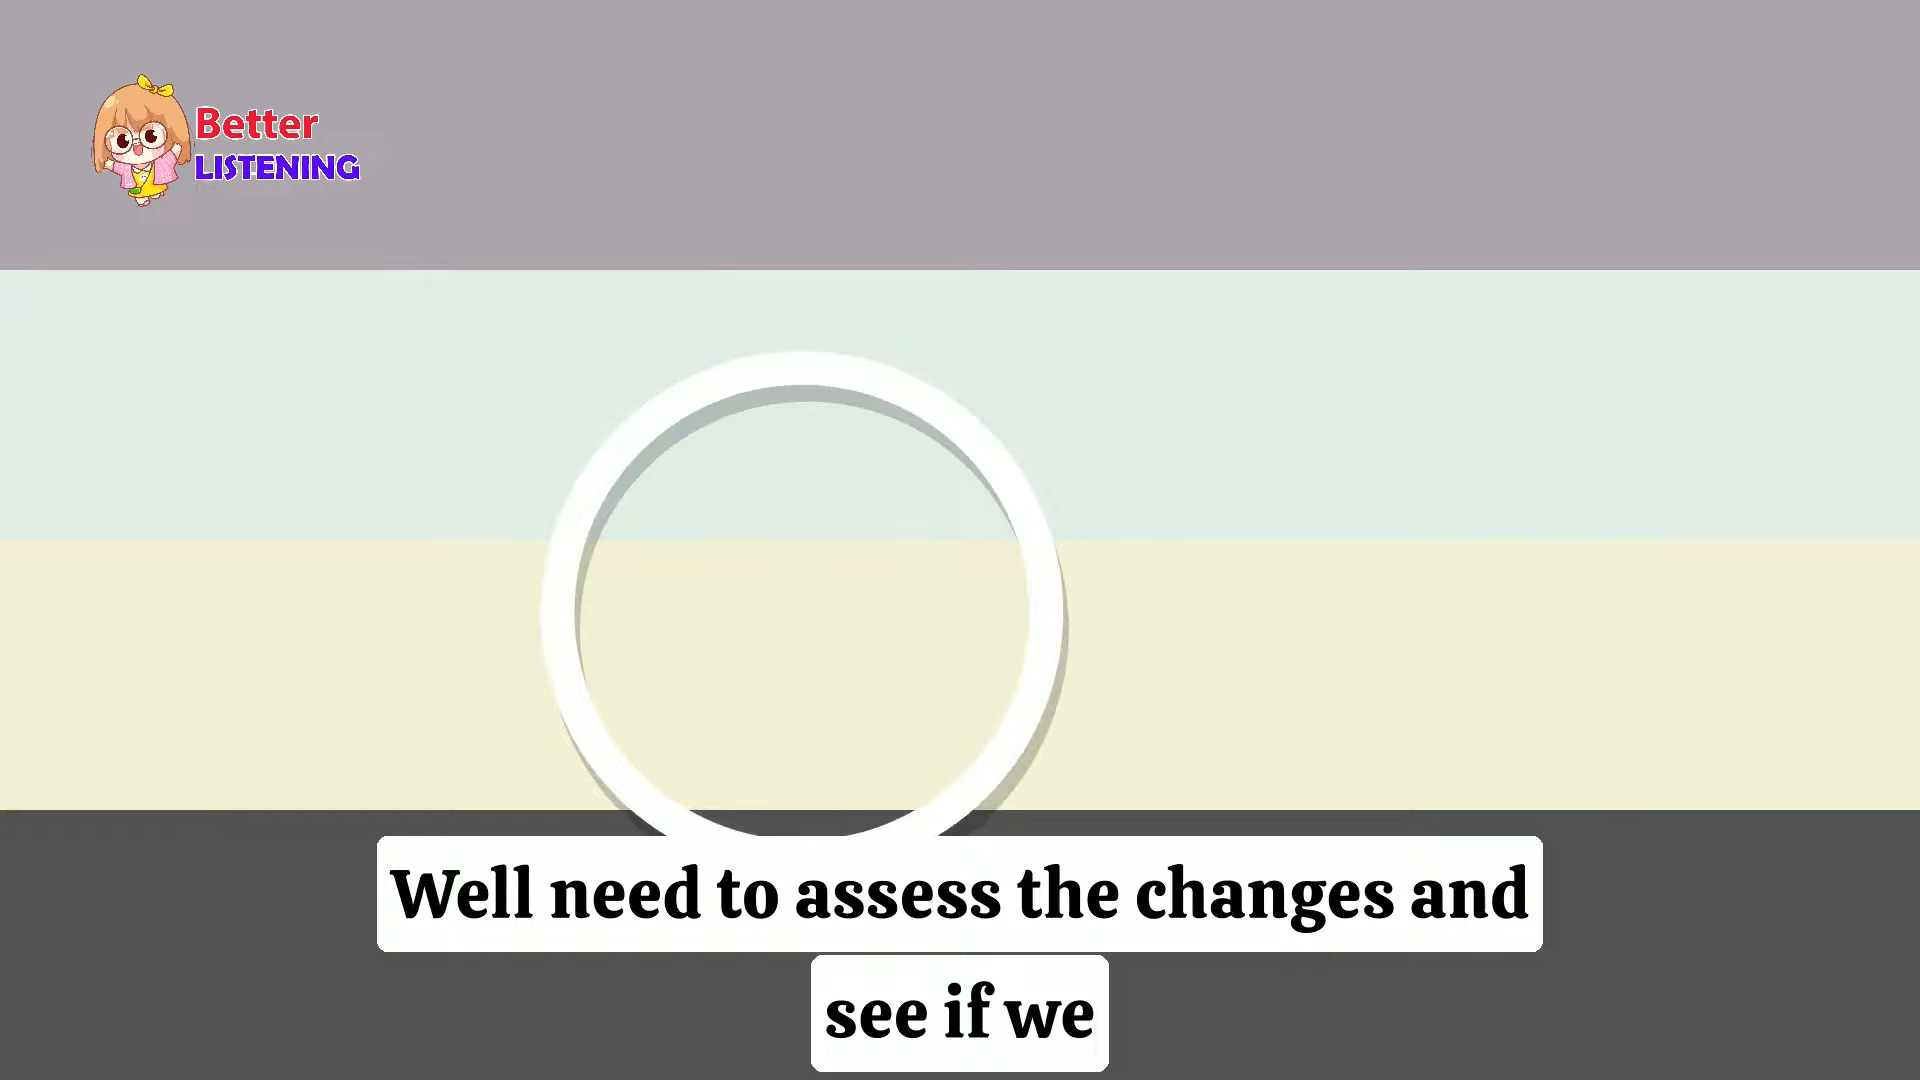 Better
LISTENING
Well need to assess the changes and
see if we